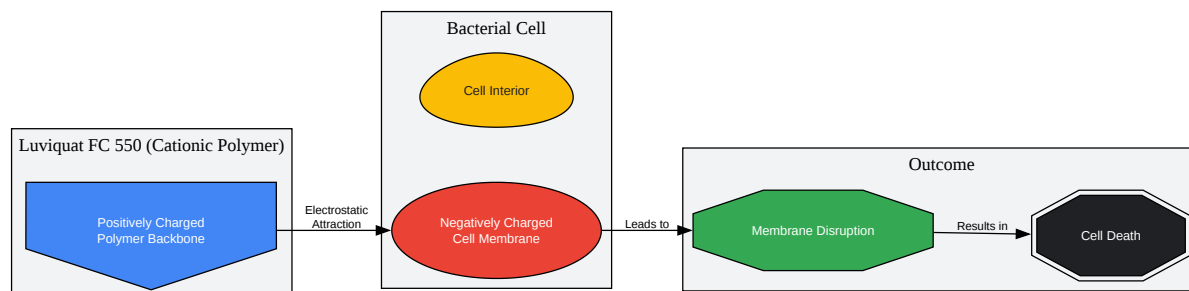 Bacterial Cell
Cell Interior
Luviquat FC 550 (Cationic Polymer)
Positively Charged
Polymer Backbone
Electrostatic
Attraction
Negatively Charged
Cell Membrane
Leads to
Outcome
Membrane Disruption
Results in
Cell Death